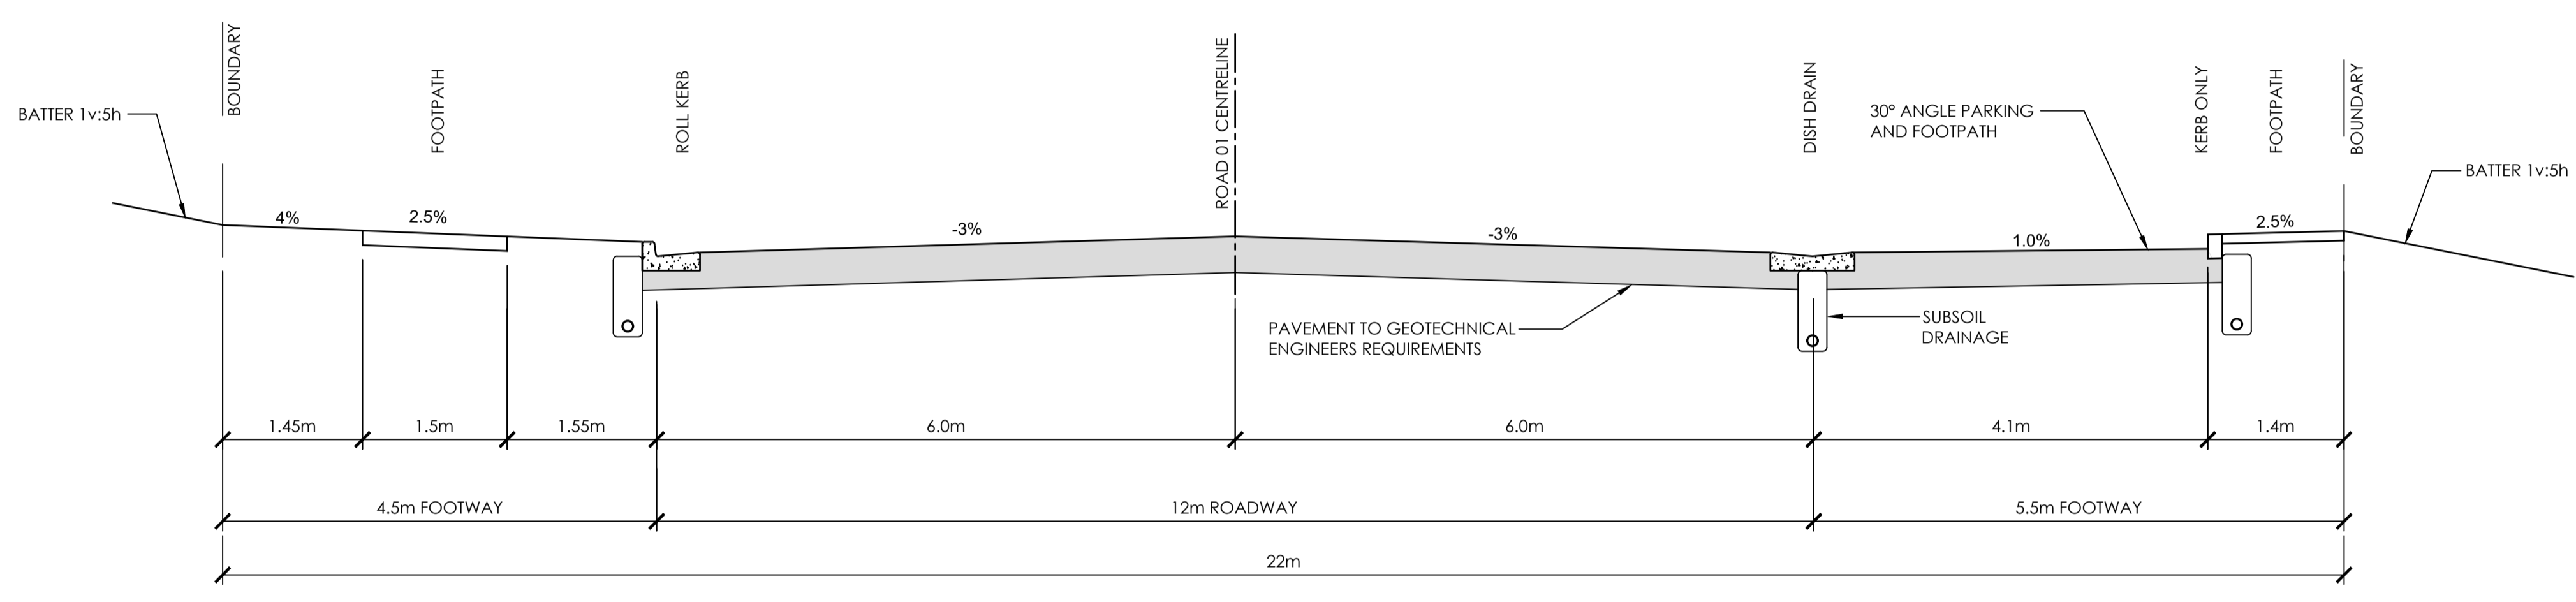 BOUNDARY
FOOTPATH
ROLL KERB
ROAD 01 CENTRELINE
DISH DRAIN
KERB ONLY
FOOTPATH
BOUNDARY
BATTER 1v:5h
30° ANGLE PARKING
AND FOOTPATH
BATTER 1v:5h
4%
2.5%
-3%
-3%
1.0%
2.5%
PAVEMENT TO GEOTECHNICAL
ENGINEERS REQUIREMENTS
SUBSOIL
DRAINAGE
1.45m
1.5m
1.55m
6.0m
6.0m
4.1m
1.4m
4.5m FOOTWAY
12m ROADWAY
5.5m FOOTWAY
22m